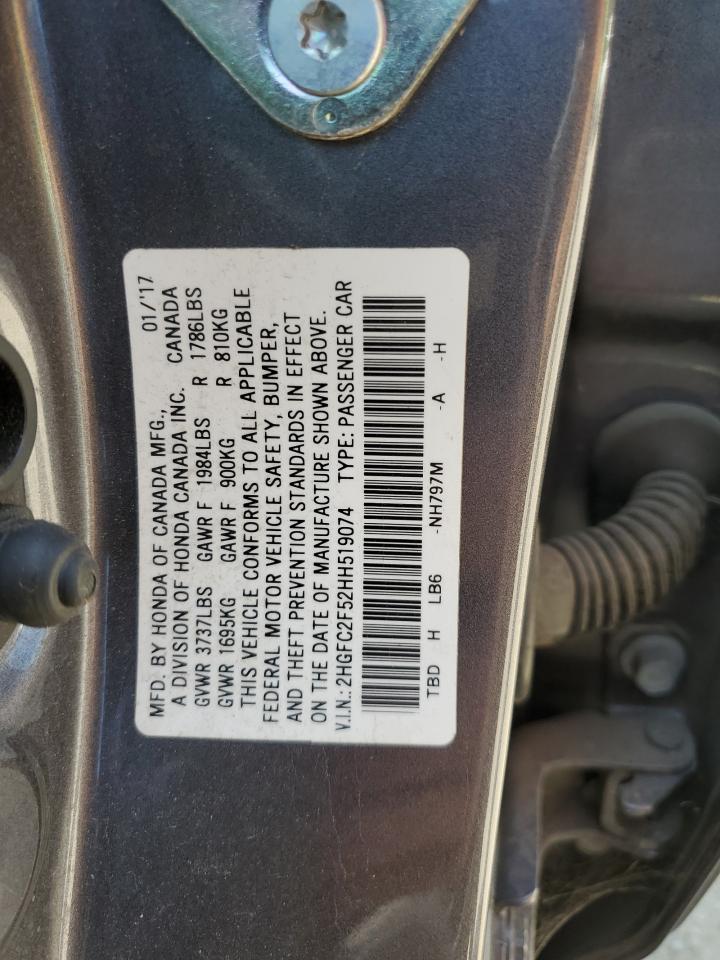 MFD. BY HONDA OF CANADA MFG., 01/'17
A DIVISION OF HONDA CANADA INC. CANADA
GVWR 3737LBS GAWR F 1984LBS R 1786LBS
GVWR 1695KG GAWR F 900KG R 810KG
THIS VEHICLE CONFORMS TO ALL APPLICABLE
FEDERAL MOTOR VEHICLE SAFETY, BUMPER,
AND THEFT PREVENTION STANDARDS IN EFFECT
ON THE DATE OF MANUFACTURE SHOWN ABOVE.
V.I.N.: 2HGFC2F52HH519074 TYPE: PASSENGER CAR
TBD H LB6 -NH797M -A -H